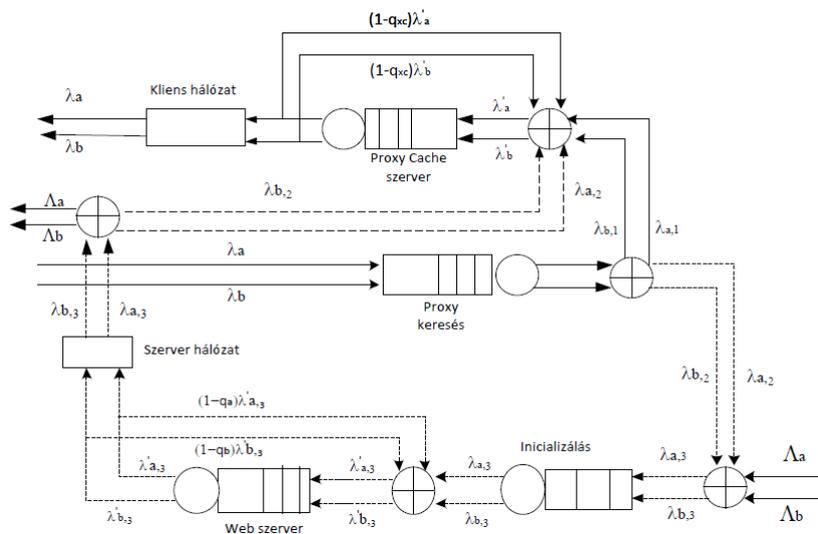 (1-qxc)λ'a
(1-qxc)λ'b
Kliens hálózat
λa
λb
λ'a
λ'b
Proxy Cache
szerver
λb,2
λa,2
Λa
Λb
λb,1
λa,1
λa
λb
Proxy
keresés
λb,3
λa,3
Szerver hálózat
λb,2
λa,2
(1-qa)λ'a,3
(1-qb)λ'b,3
Inicializálás
λ'a,3
λ'a,3
λa,3
λa,3
Λa
λ'b,3
λ'b,3
λb,3
λb,3
Λb
Web szerver